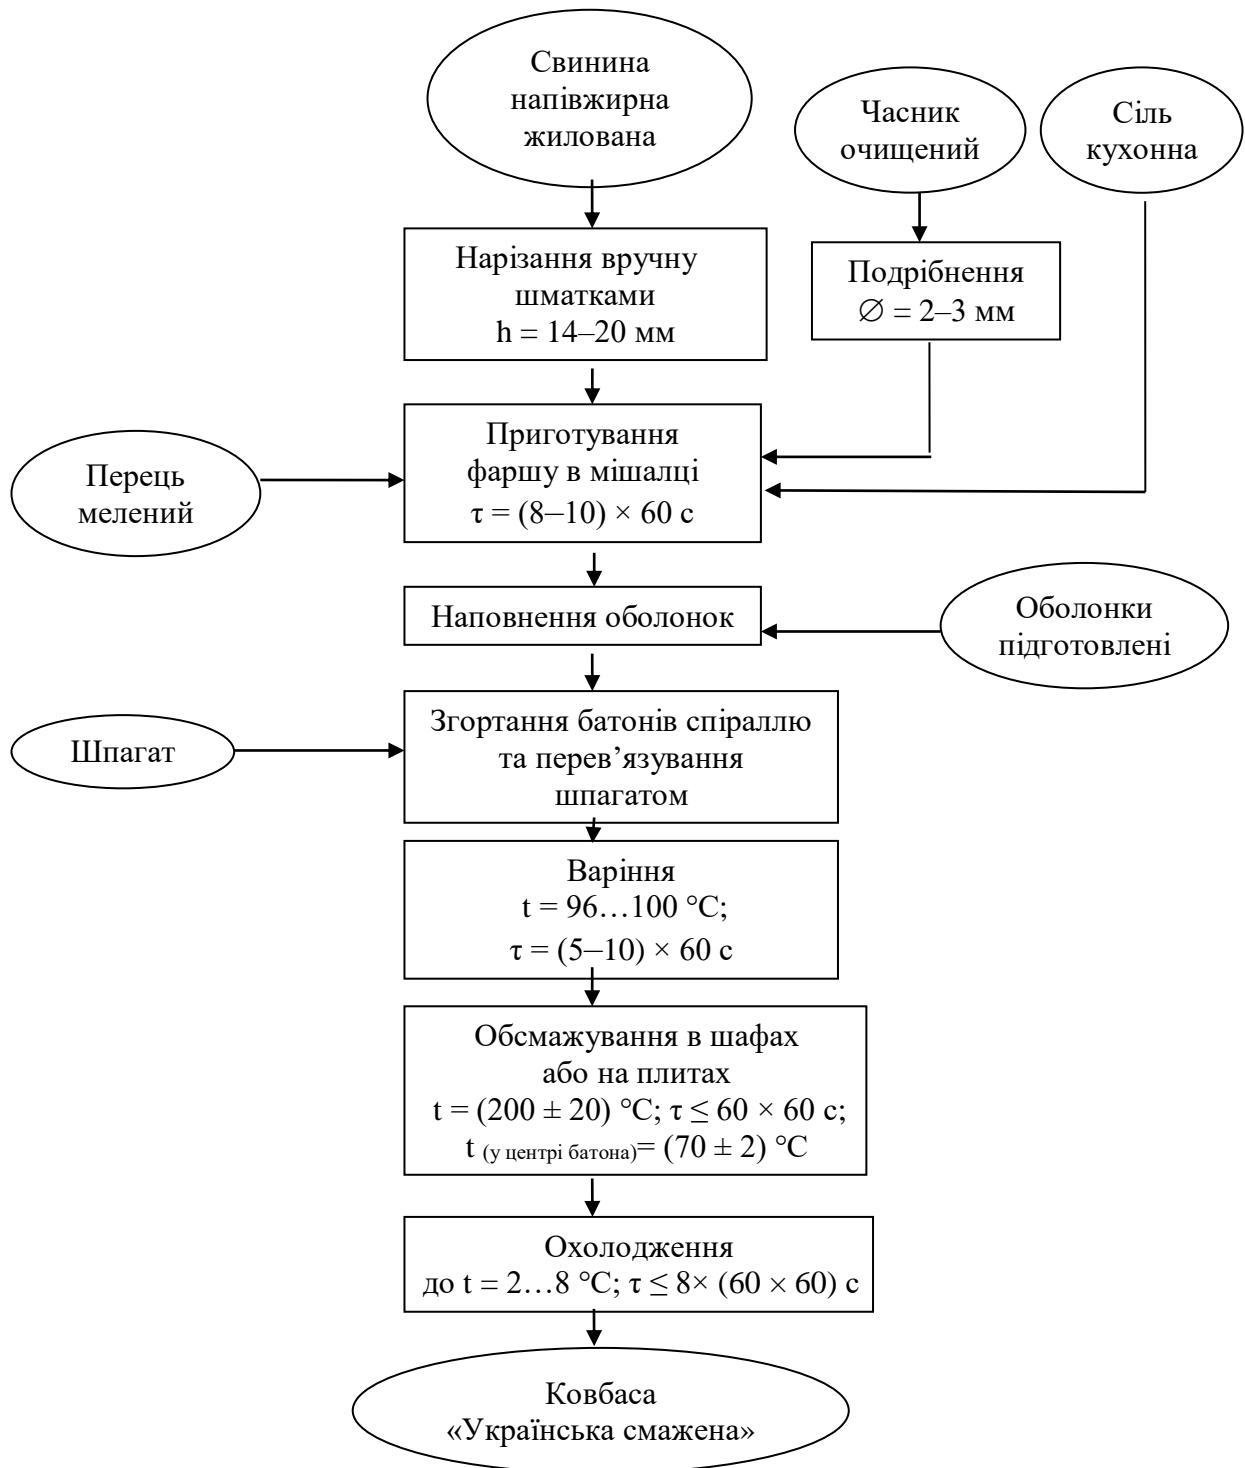 Свинина
напівжирна
жилована
Часник
очищений
Сіль
кухонна
Нарізання вручну
шматками
h = 14–20 мм
Подрібнення
∅ = 2–3 мм
Перець
мелений
Приготування
фаршу в мішалці
τ = (8–10) × 60 с
Наповнення оболонок
Оболонки
підготовлені
Шпагат
Згортання батонів спіраллю
та перев’язування
шпагатом
Варіння
t = 96…100 °С;
τ = (5–10) × 60 с
Обсмажування в шафах
або на плитах
t = (200 ± 20) °С; τ ≤ 60 × 60 с;
t (у центрі батона)= (70 ± 2) °С
Охолодження
до t = 2…8 °С; τ ≤ 8× (60 × 60) с
Ковбаса
«Українська смажена»